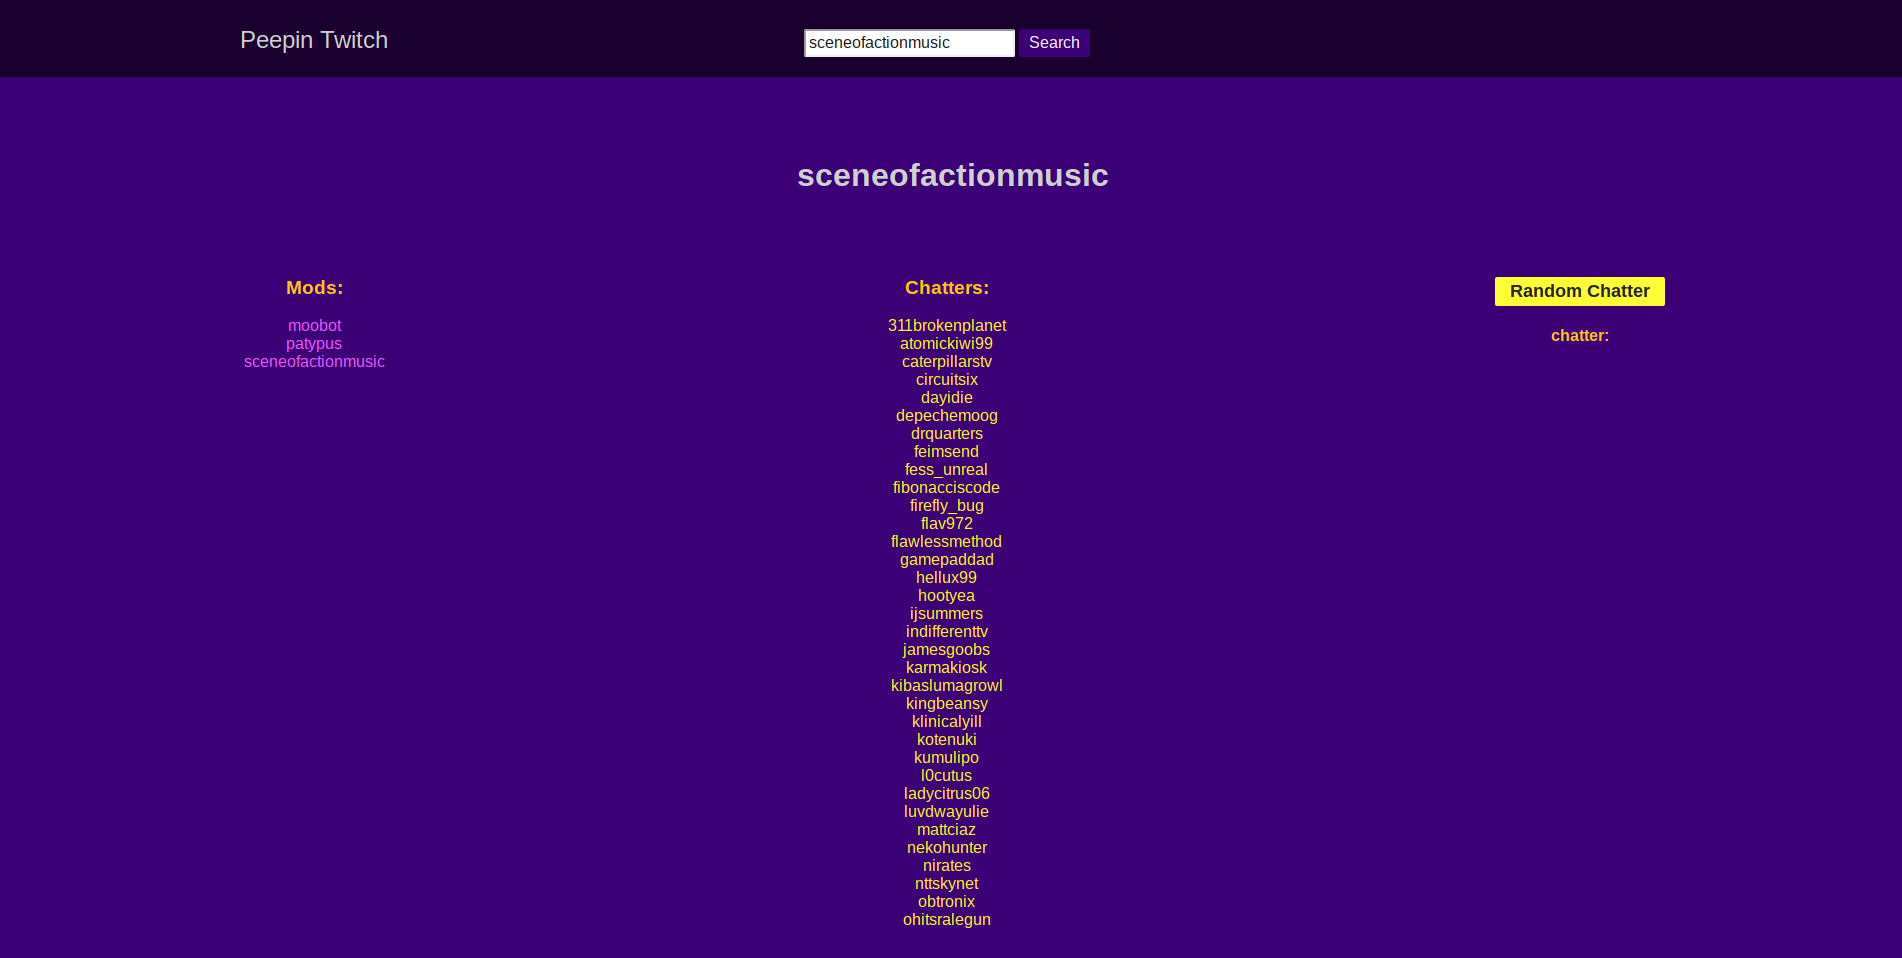 Peepin Twitch
sceneofactionmusic Search
sceneofactionmusic
Mods:
moobot
patypus
sceneofactionmusic
Chatters:
311brokenplanet
atomickiwi99
caterpillarstv
circuitsix
dayidie
depechemoog
drquarters
feimsend
fess_unreal
fibonacciscode
firefly_bug
flav972
flawlessmethod
gamepaddad
hellux99
hootyea
ijsummers
indifferenttv
jamesgoobs
karmakiosk
kibaslumagrowl
kingbeansy
klinicalyill
kotenuki
kumulipo
l0cutus
ladycitrus06
luvdwayulie
mattciaz
nekohunter
nirates
nttskynet
obtronix
ohitsralegun
Random Chatter
chatter: